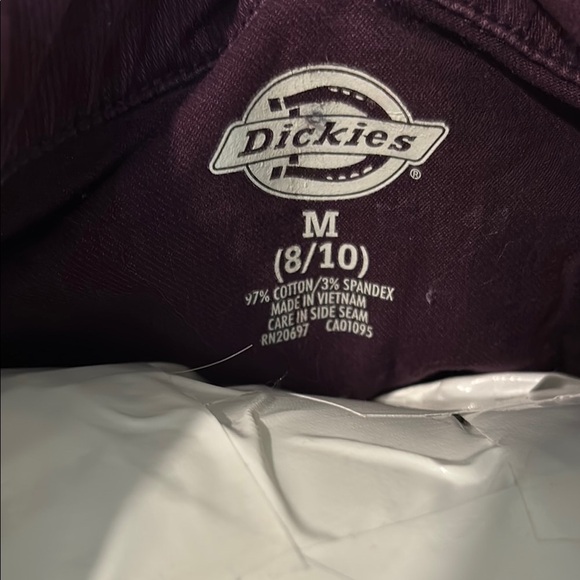 Dickies
®
M
(8/10)
97% COTTON/3% SPANDEX
MADE IN VIETNAM
CARE IN SIDE SEAM
RN20697 CA01095